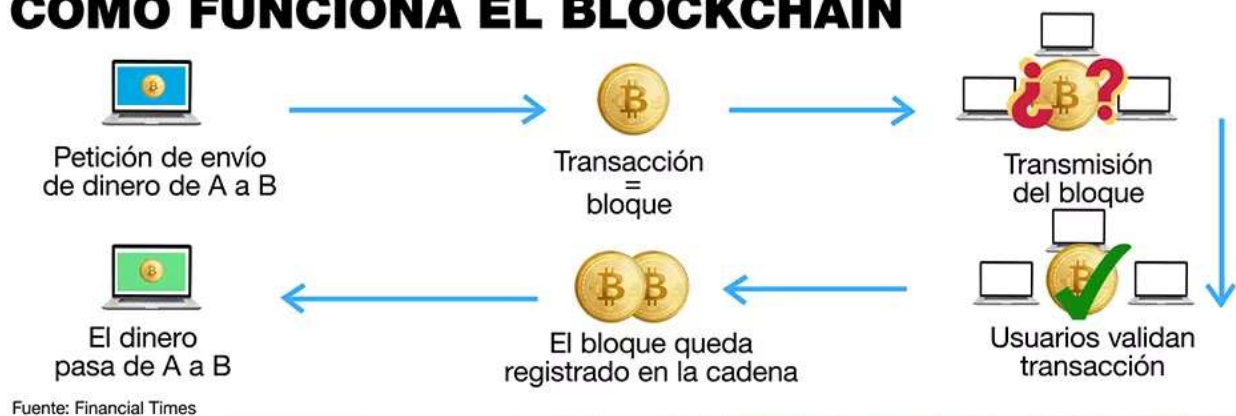 COMO FUNCIONA EL BLOCKCHAIN
Petición de envío
de dinero de A a B
Transacción
=
bloque
¿ ?
Transmisión
del bloque
Usuarios validan
transacción
El bloque queda
registrado en la cadena
El dinero
pasa de A a B
Fuente: Financial Times